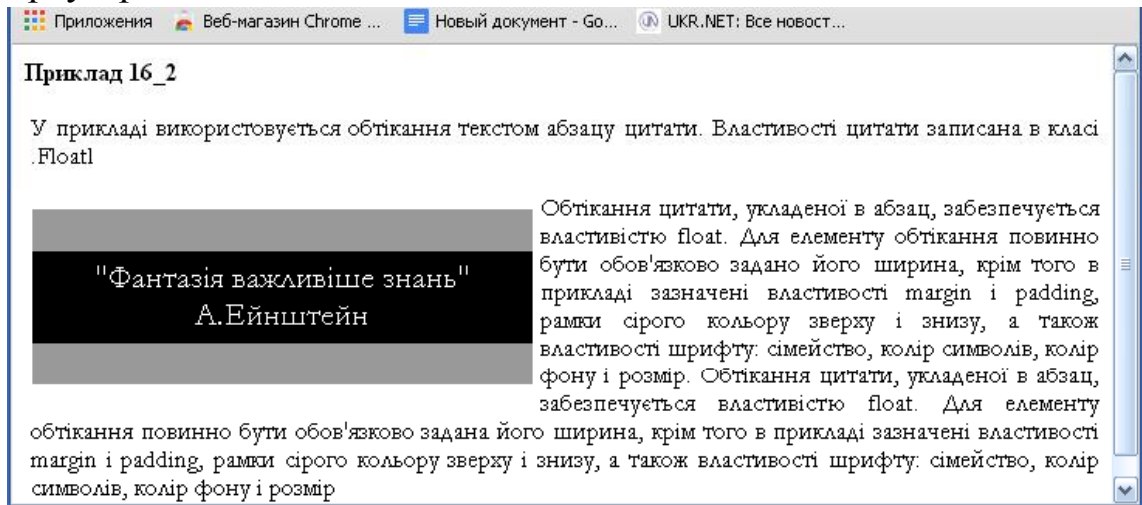 Приложения Веб-магазин Chrome ... Новый документ - Go... UKR.NET: Все новост...
Приклад 16_2
У прикладі використовується обтікання текстом абзацу цитати. Властивості цитати записана в класі
.Floatl
"Фантазія важливіше знань"
А.Ейнштейн
Обтікання цитати, укладеної в абзац, забезпечується
властивістю float. Для елементу обтікання повинно
бути обов'язково задано його ширина, крім того в
прикладі зазначені властивості margin і padding,
рамки сірого кольору зверху і знизу, а також
властивості шрифту: сімейство, колір символів, колір
фону і розмір. Обтікання цитати, укладеної в абзац,
забезпечується властивістю float. Для елементу
обтікання повинно бути обов'язково задана його ширина, крім того в прикладі зазначені властивості
margin і padding, рамки сірого кольору зверху і знизу, а також властивості шрифту: сімейство, колір
символів, колір фону і розмір